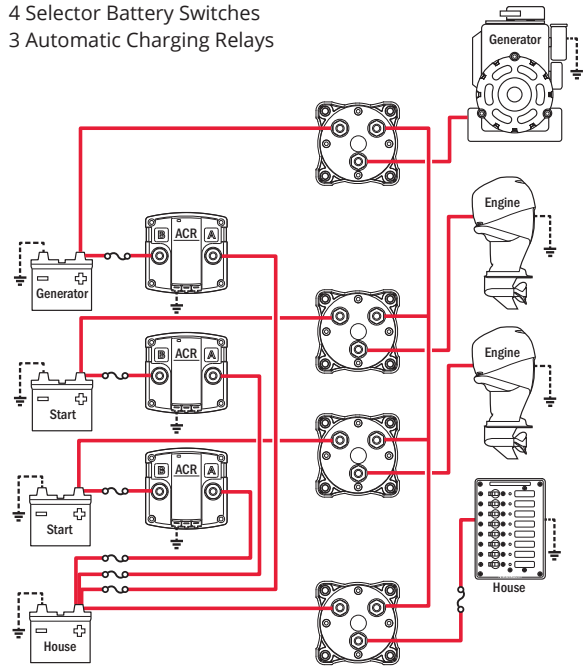 4 Selector Battery Switches
3 Automatic Charging Relays
Generator
B ACR A
Engine
Generator
B ACR A
Engine
Start
B ACR A
Start
House
House